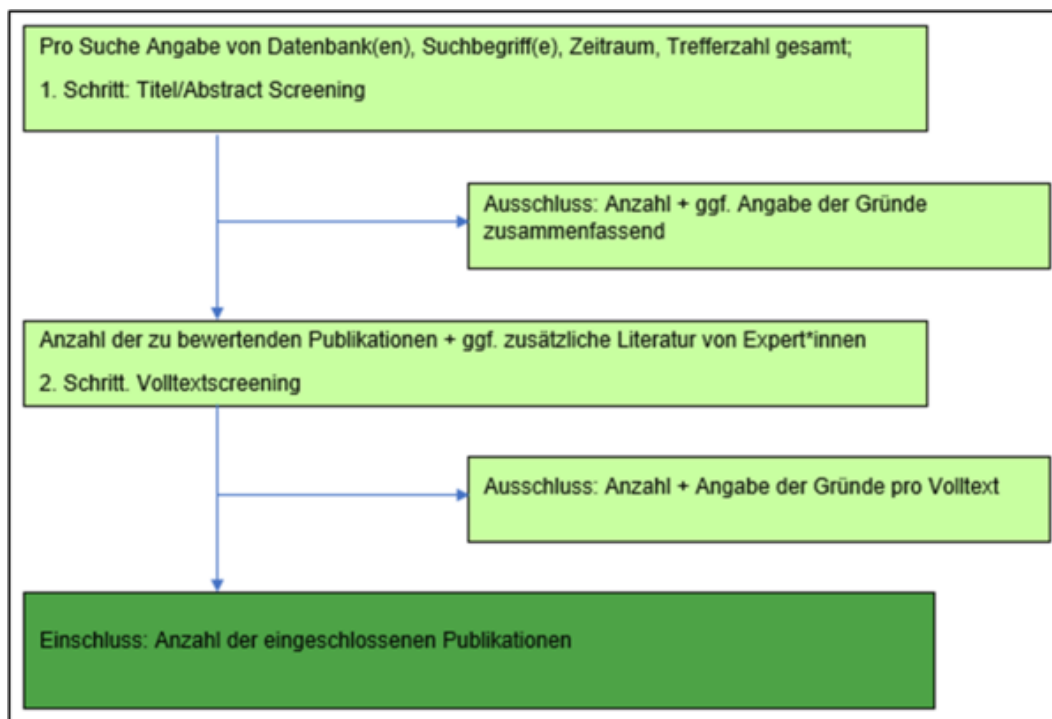 Pro Suche Angabe von Datenbank(en), Suchbegriff(e), Zeitraum, Trefferzahl gesamt;
1. Schritt: Titel/Abstract Screening
Ausschluss: Anzahl + ggf. Angabe der Gründe
zusammenfassend
Anzahl der zu bewertenden Publikationen + ggf. zusätzliche Literatur von Expert*innen
2. Schritt. Volltextscreening
Ausschluss: Anzahl + Angabe der Gründe pro Volltext
Einschluss: Anzahl der eingeschlossenen Publikationen